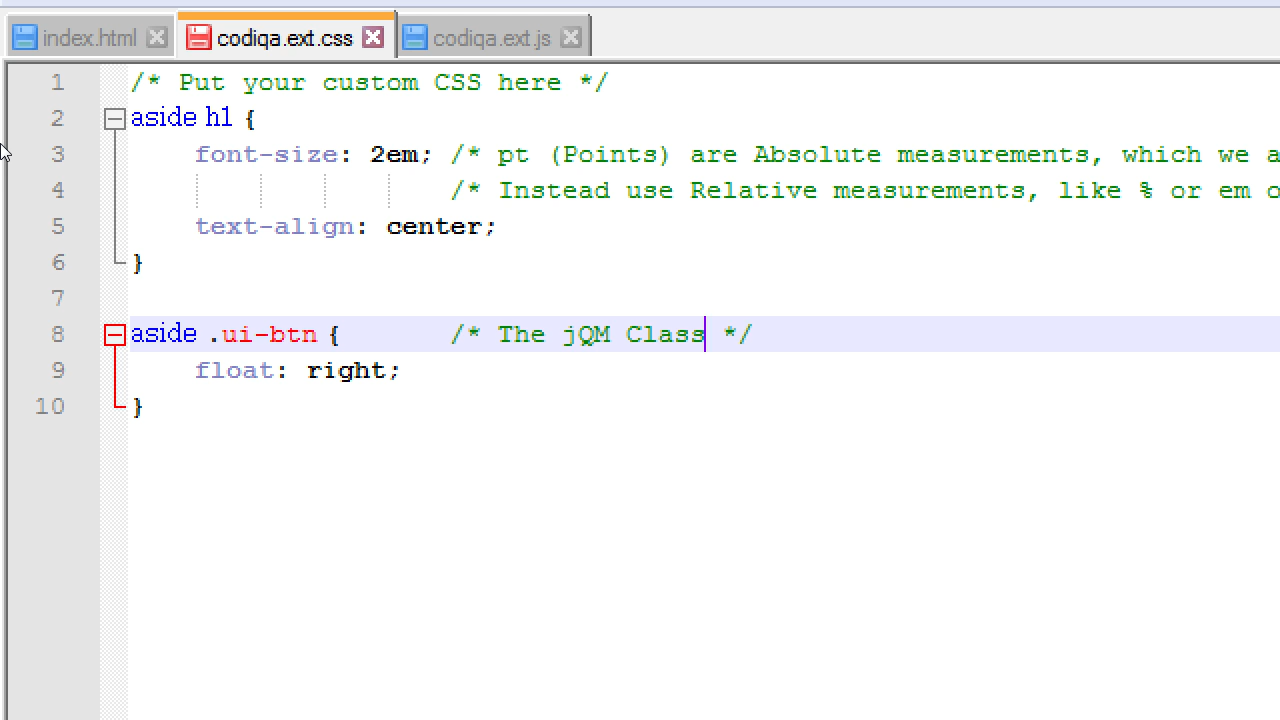 index.html codiqa.ext.css codiqa.ext.js
1 /* Put your custom CSS here */
2 aside h1 {
3 font-size: 2em; /* pt (Points) are Absolute measurements, which we
4 /* Instead use Relative measurements, like % or em
5 text-align: center;
6 }
7
8 aside .ui-btn { /* The jQM Class */
9 float: right;
10 }